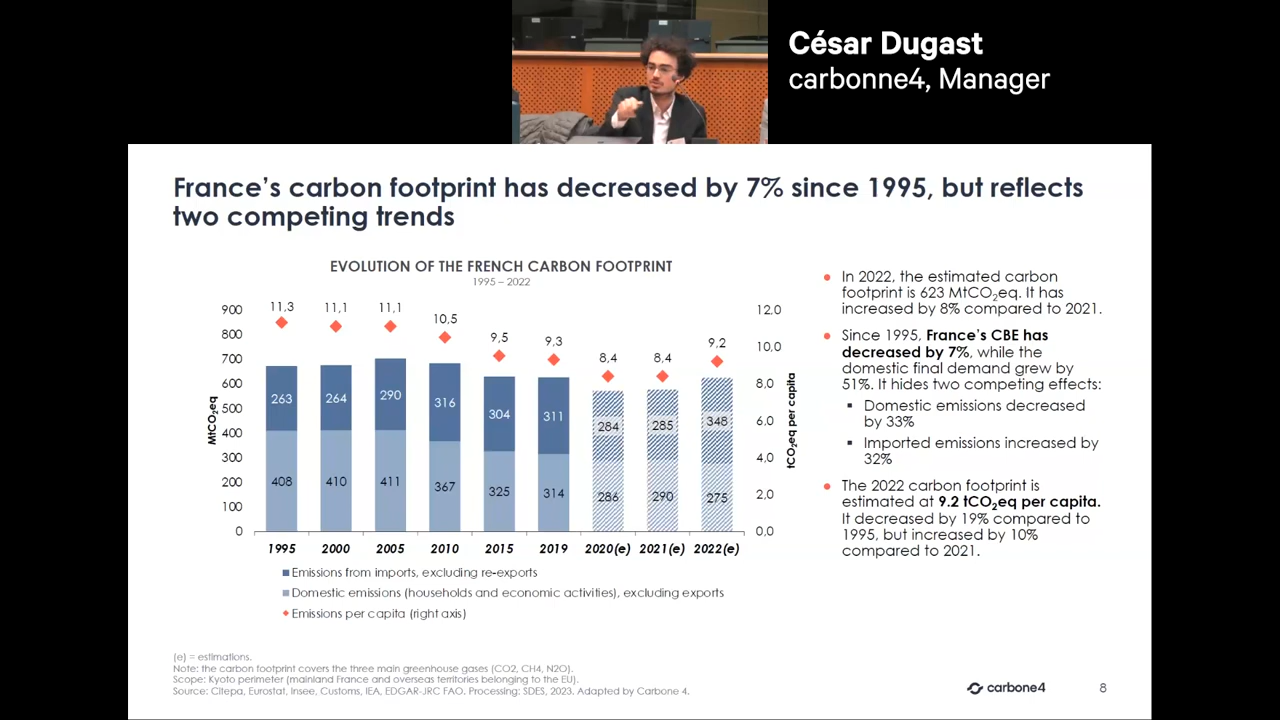 César Dugast
carbonne4, Manager
France's carbon footprint has decreased by 7% since 1995, but reflects
two competing trends
EVOLUTION OF THE FRENCH CARBON FOOTPRINT
1995 – 2022
MtCO₂eq
900
800
700
600
500
400
300
200
100
0
11,3 11,1 11,1 10,5 9,5 9,3 8,4 8,4 9,2
263 264 290 316 304 311 284 285 348
408 410 411 367 325 314 286 290 275
1995 2000 2005 2010 2015 2019 2020(e) 2021(e) 2022(e)
12,0
10,0
8,0
6,0
4,0
2,0
0,0
tCO₂eq per capita
Emissions from imports, excluding re-exports
Domestic emissions (households and economic activities), excluding exports
Emissions per capita (right axis)
In 2022, the estimated carbon
footprint is 623 MtCO₂eq. It has
increased by 8% compared to 2021.
Since 1995, France's CBE has
decreased by 7%, while the
domestic final demand grew by
51%. It hides two competing effects:
Domestic emissions decreased
by 33%
Imported emissions increased by
32%
The 2022 carbon footprint is
estimated at 9.2 tCO₂eq per capita.
It decreased by 19% compared to
1995, but increased by 10%
compared to 2021.
(e) = estimations.
Note: the carbon footprint covers the three main greenhouse gases (CO2, CH4, N2O).
Scope: Kyoto perimeter (mainland France and overseas territories belonging to the EU).
Source: Citepa, Eurostat, Insee, Customs, IEA, EDGAR-JRC FAO. Processing: SDES, 2023. Adapted by Carbone 4.
carbone4
8